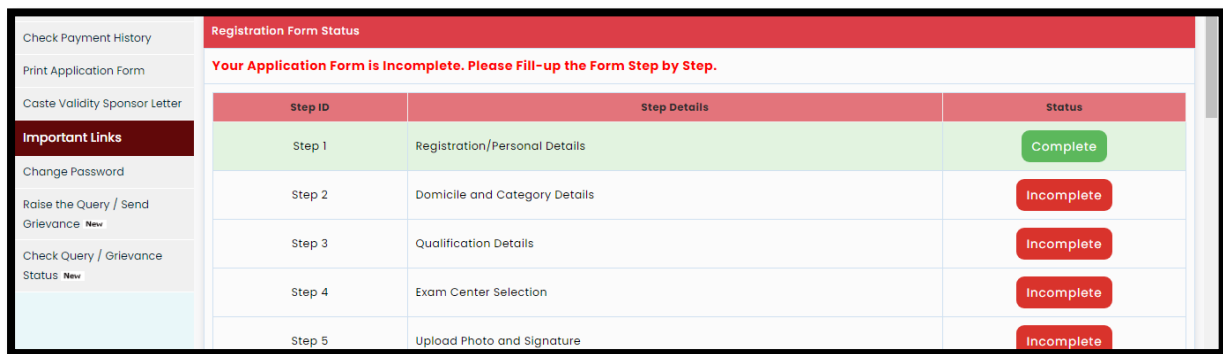 Check Payment History
Print Application Form
Caste Validity Sponsor Letter
Important Links
Change Password
Raise the Query / Send
Grievance New
Check Query / Grievance
Status New
Registration Form Status
Your Application Form is Incomplete. Please Fill-up the Form Step by Step.
Step ID Step Details Status
Step 1 Registration/Personal Details Complete
Step 2 Domicile and Category Details Incomplete
Step 3 Qualification Details Incomplete
Step 4 Exam Center Selection Incomplete
Step 5 Upload Photo and Signature Incomplete